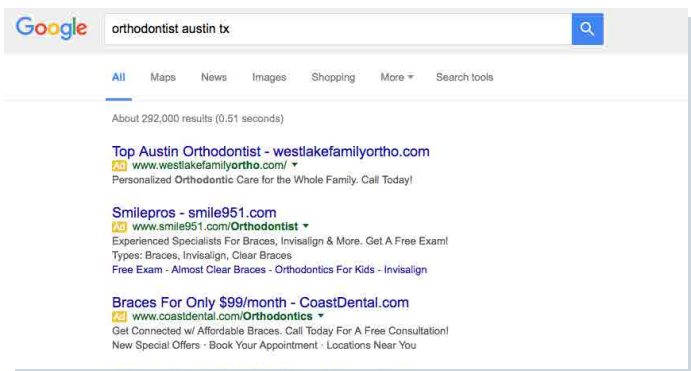 Google orthodontist austin tx
All Maps News Images Shopping More Search tools
About 292,000 results (0.51 seconds)
Top Austin Orthodontist - westlakefamilyortho.com
Ad www.westlakefamilyortho.com/
Personalized Orthodontic Care for the Whole Family. Call Today!
Smilepros - smile951.com
Ad www.smile951.com/Orthodontist
Experienced Specialists For Braces, Invisalign & More. Get A Free Exam!
Types: Braces, Invisalign, Clear Braces
Free Exam - Almost Clear Braces - Orthodontics For Kids - Invisalign
Braces For Only $99/month - CoastDental.com
Ad www.coastdental.com/Orthodontics
Get Connected w/ Affordable Braces. Call Today For A Free Consultation!
New Special Offers · Book Your Appointment · Locations Near You